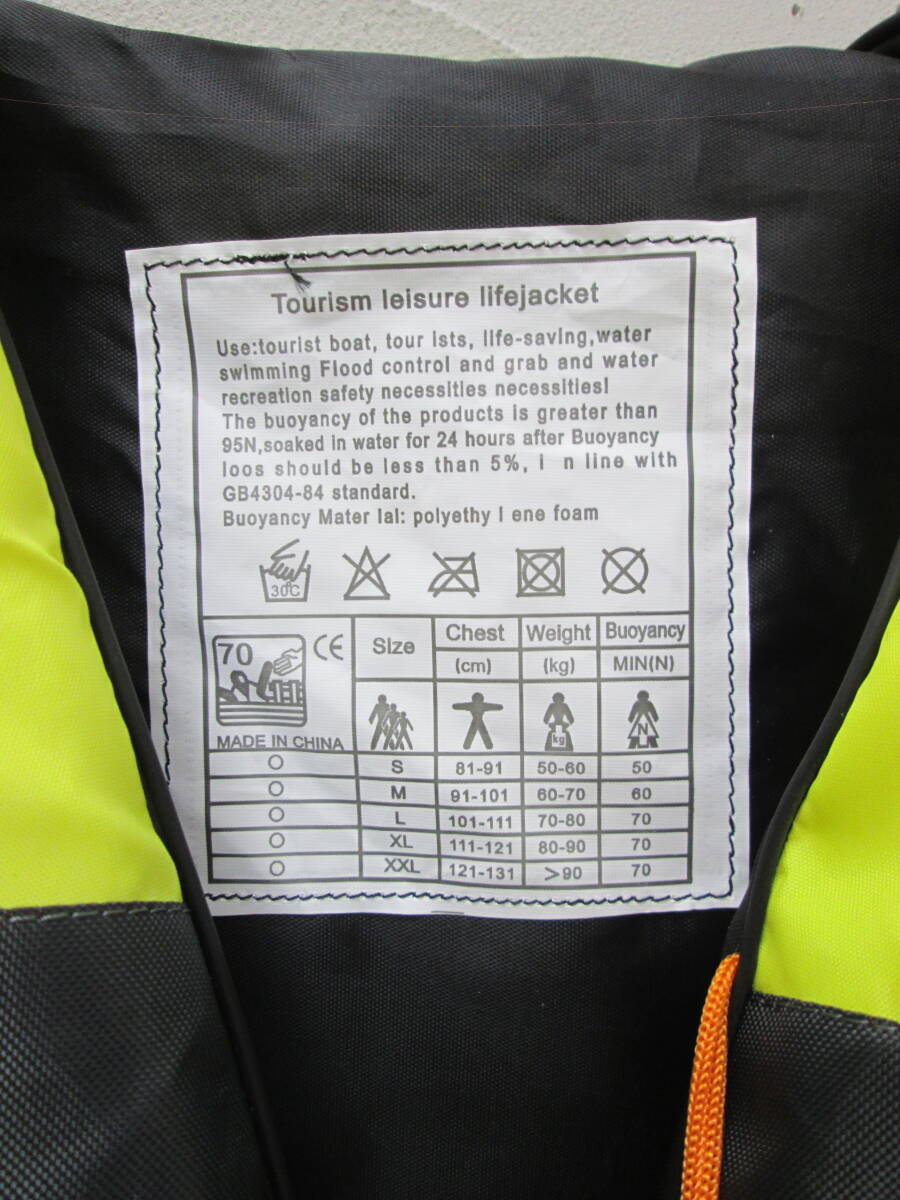 Tourism leisure lifejacket
Use:tourist boat, tour ists, life-saving,water
swimming Flood control and grab and water
recreation safety necessities necessities!
The buoyancy of the products is greater than
95N,soaked in water for 24 hours after Buoyancy
loos should be less than 5%, i n line with
GB4304-84 standard.
Buoyancy Mater ial: polyethy l ene foam
30C
70 CE
MADE IN CHINA
Size Chest Weight Buoyancy
(cm) (kg) MIN(N)
kg N
S 81-91 50-60 50
M 91-101 60-70 60
L 101-111 70-80 70
XL 111-121 80-90 70
XXL 121-131 >90 70